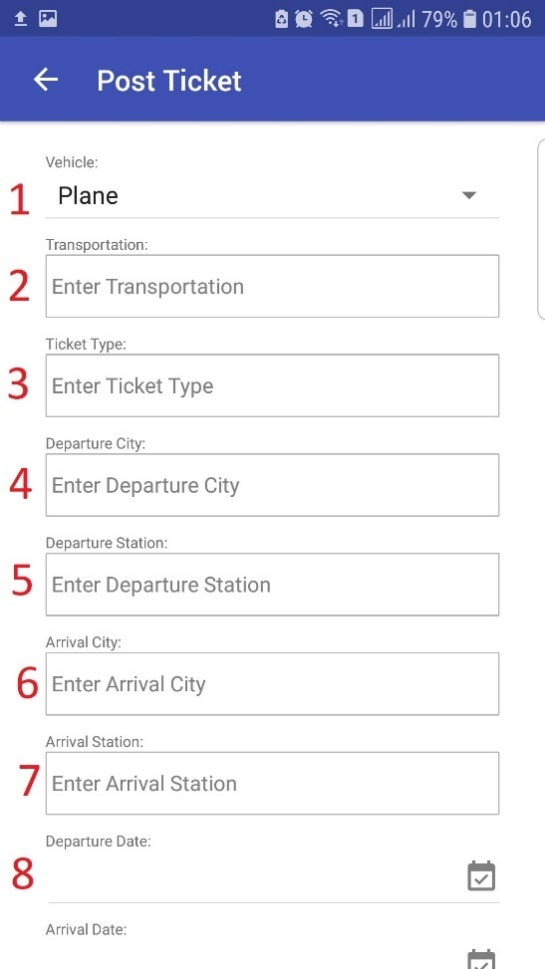 79% 01:06
Post Ticket
Vehicle:
1 Plane
Transportation:
2 Enter Transportation
Ticket Type:
3 Enter Ticket Type
Departure City:
4 Enter Departure City
Departure Station:
5 Enter Departure Station
Arrival City:
6 Enter Arrival City
Arrival Station:
7 Enter Arrival Station
Departure Date:
8
Arrival Date: